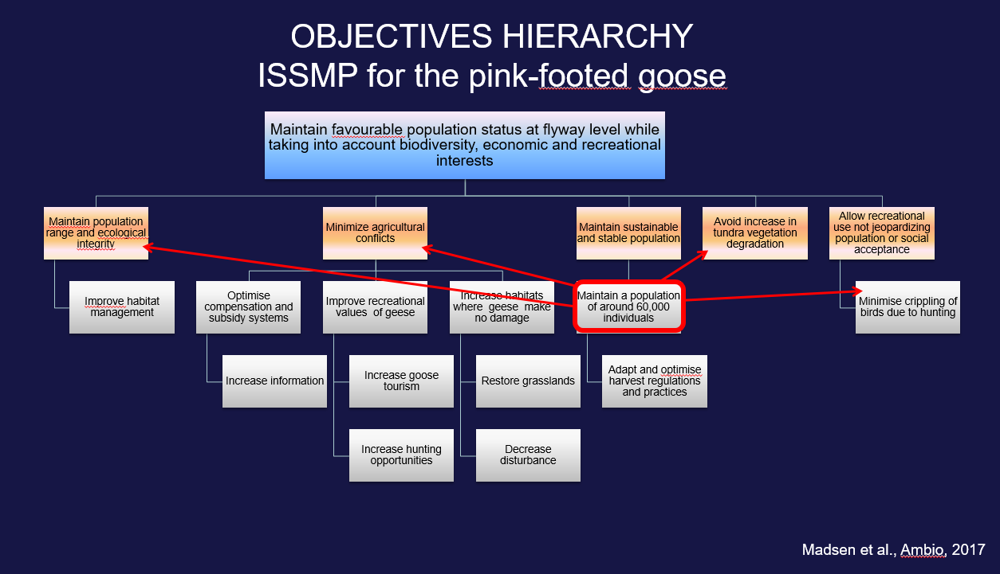 OBJECTIVES HIERARCHY
ISSMP for the pink-footed goose
Maintain favourable population status at flyway level while
taking into account biodiversity, economic and recreational
interests
Maintain population
range and ecological
integrity
Minimize agricultural
conflicts
Maintain sustainable
and stable population
Avoid increase in
tundra vegetation
degradation
Allow recreational
use not jeopardizing
population or social
acceptance
Improve habitat
management
Optimise
compensation and
subsidy systems
Improve recreational
values of geese
Increase habitats
where geese make
no damage
Maintain a population
of around 60,000
individuals
Minimise crippling of
birds due to hunting
Increase information
Increase goose
tourism
Restore grasslands
Adapt and optimise
harvest regulations
and practices
Increase hunting
opportunities
Decrease
disturbance
Madsen et al., Ambio, 2017